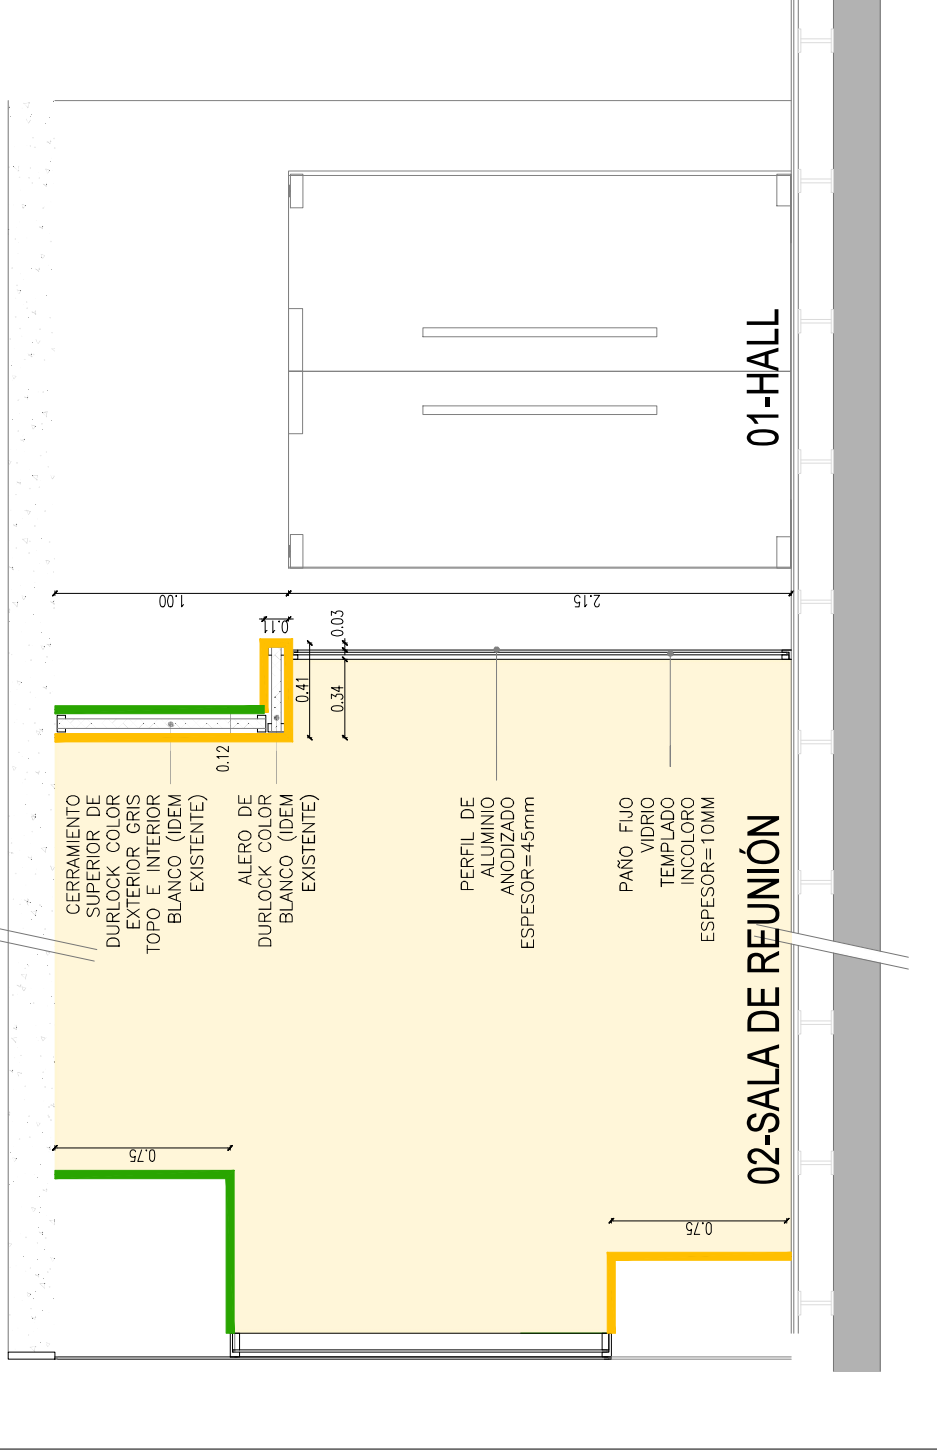 01-HALL
1.00
2.15
0.11
0.03
0.41
0.34
0.12
CERRAMIENTO
SUPERIOR DE
DURLOCK COLOR
EXTERIOR GRIS
TOPO E INTERIOR
BLANCO (IDEM
EXISTENTE)
ALERO DE
DURLOCK COLOR
BLANCO (IDEM
EXISTENTE)
PERFIL DE
ALUMINIO
ANODIZADO
ESPESOR=45mm
PAÑO FIJO
VIDRIO
TEMPLADO
INCOLORO
ESPESOR=10MM
02-SALA DE REUNIÓN
0.75
0.75